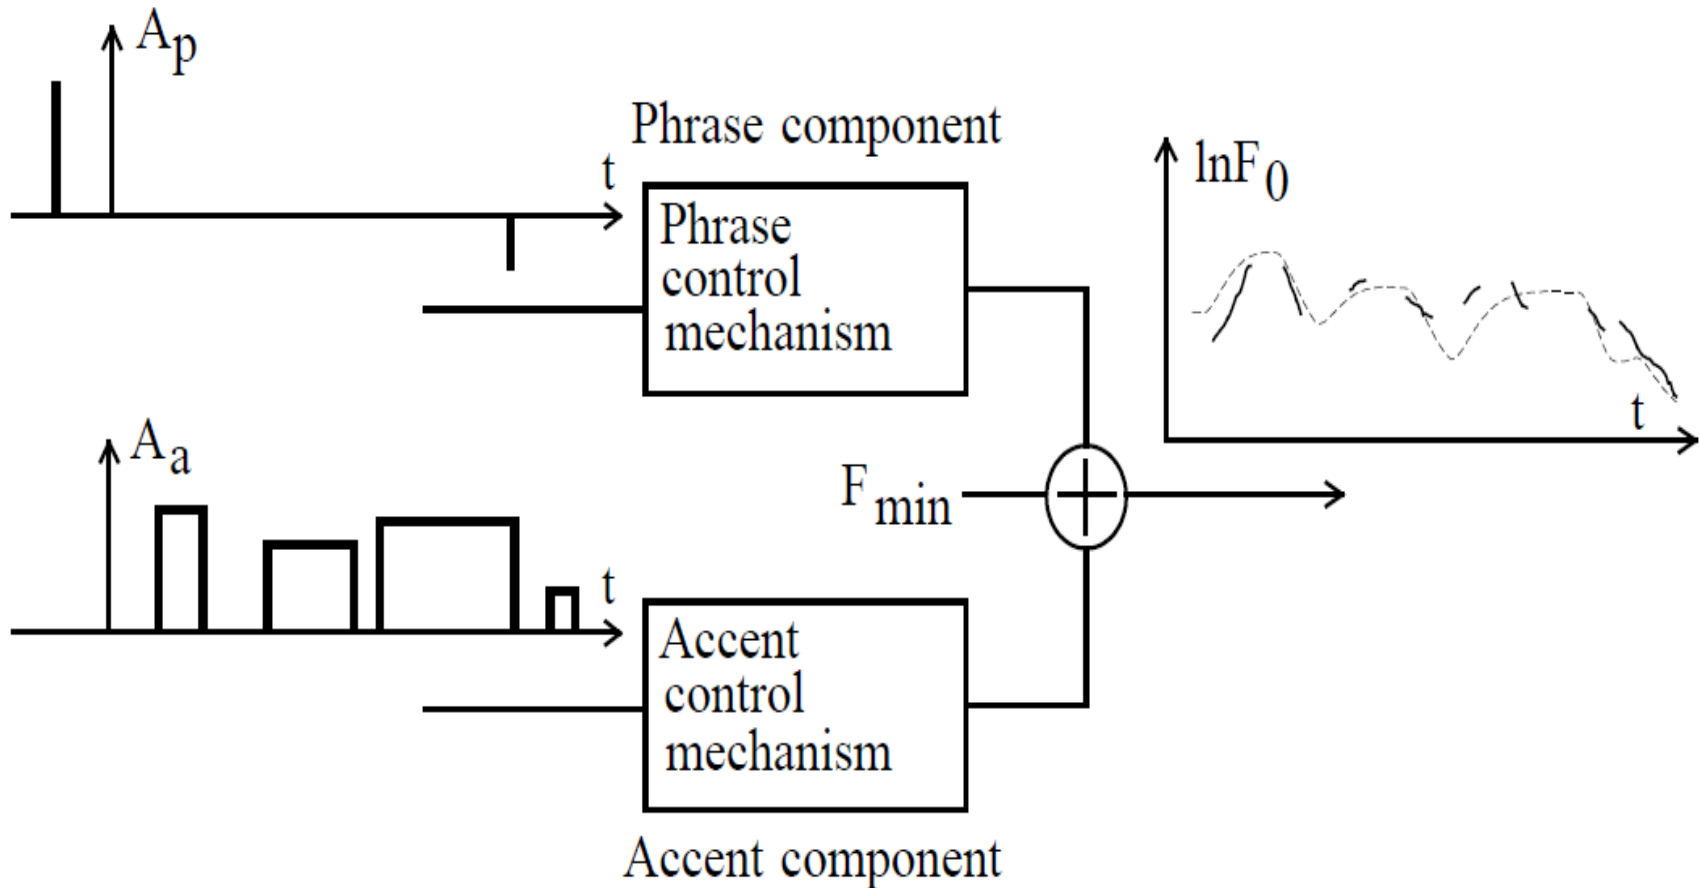 Ap
t
Phrase component
Phrase
control
mechanism
lnF0
t
Aa
t
Fmin
Accent
control
mechanism
Accent component